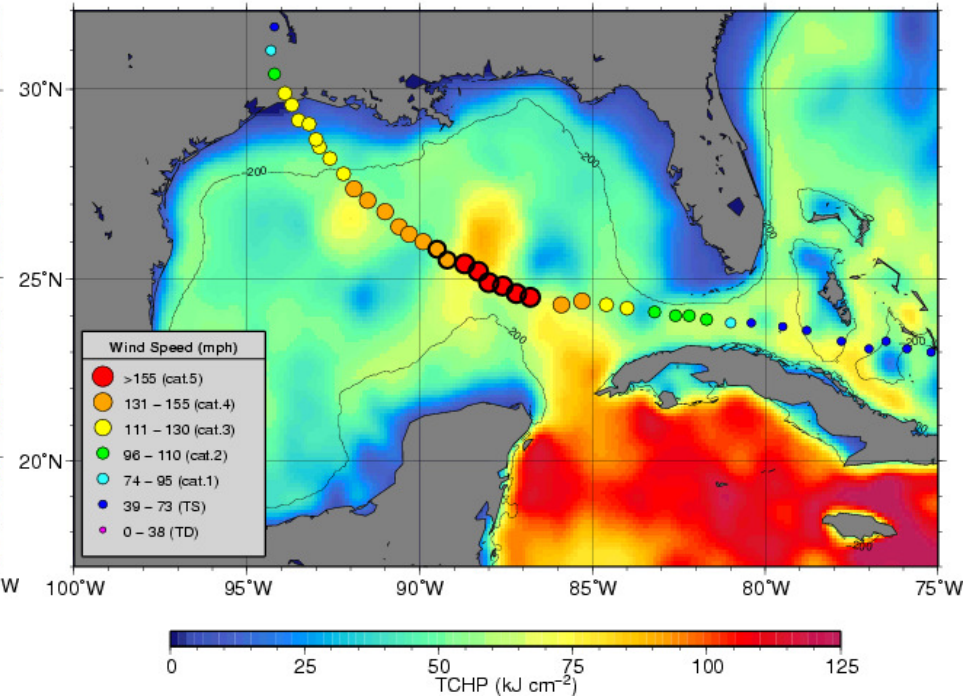 30°N
25°N
20°N
W
100°W
95°W
90°W
85°W
80°W
75°W
200
200
200
200
200
200
Wind Speed (mph)
>155 (cat.5)
131 – 155 (cat.4)
111 – 130 (cat.3)
96 – 110 (cat.2)
74 – 95 (cat.1)
39 – 73 (TS)
0 – 38 (TD)
0
25
50
75
100
125
TCHP (kJ cm⁻²)